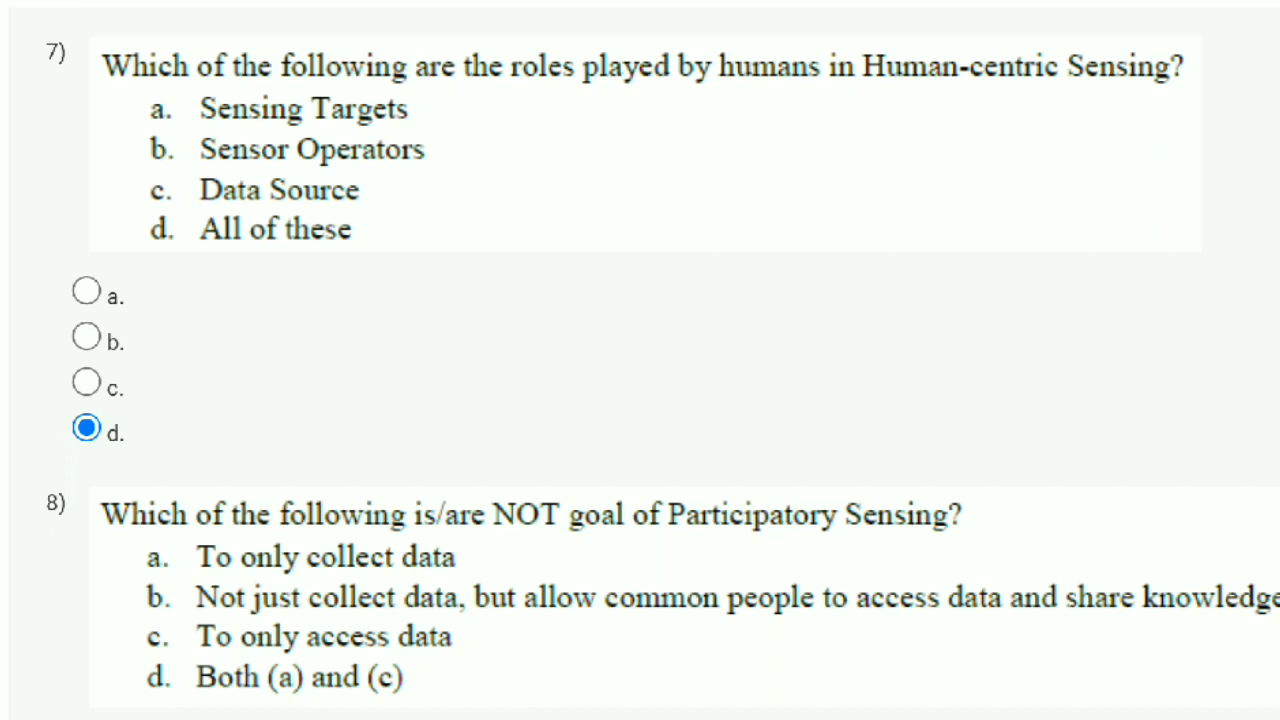 7)
Which of the following are the roles played by humans in Human-centric Sensing?
a. Sensing Targets
b. Sensor Operators
c. Data Source
d. All of these
a.
b.
c.
d.
8)
Which of the following is/are NOT goal of Participatory Sensing?
a. To only collect data
b. Not just collect data, but allow common people to access data and share knowledge
c. To only access data
d. Both (a) and (c)